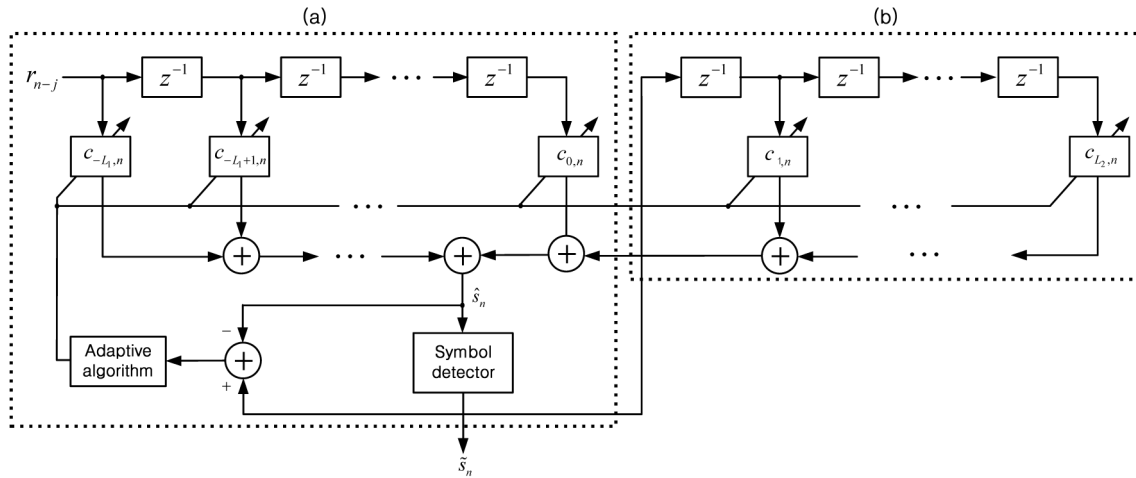 (a) (b)
r_{n-j} z^{-1} z^{-1} ... z^{-1} z^{-1} z^{-1} ... z^{-1}
c_{-L_1,n} c_{-L_1+1,n} c_{0,n} c_{1,n} c_{L_2,n}
... ...
+ ... + + + ...
ŝ_n
−
Adaptive
algorithm
+
Symbol
detector
+
s̃_n